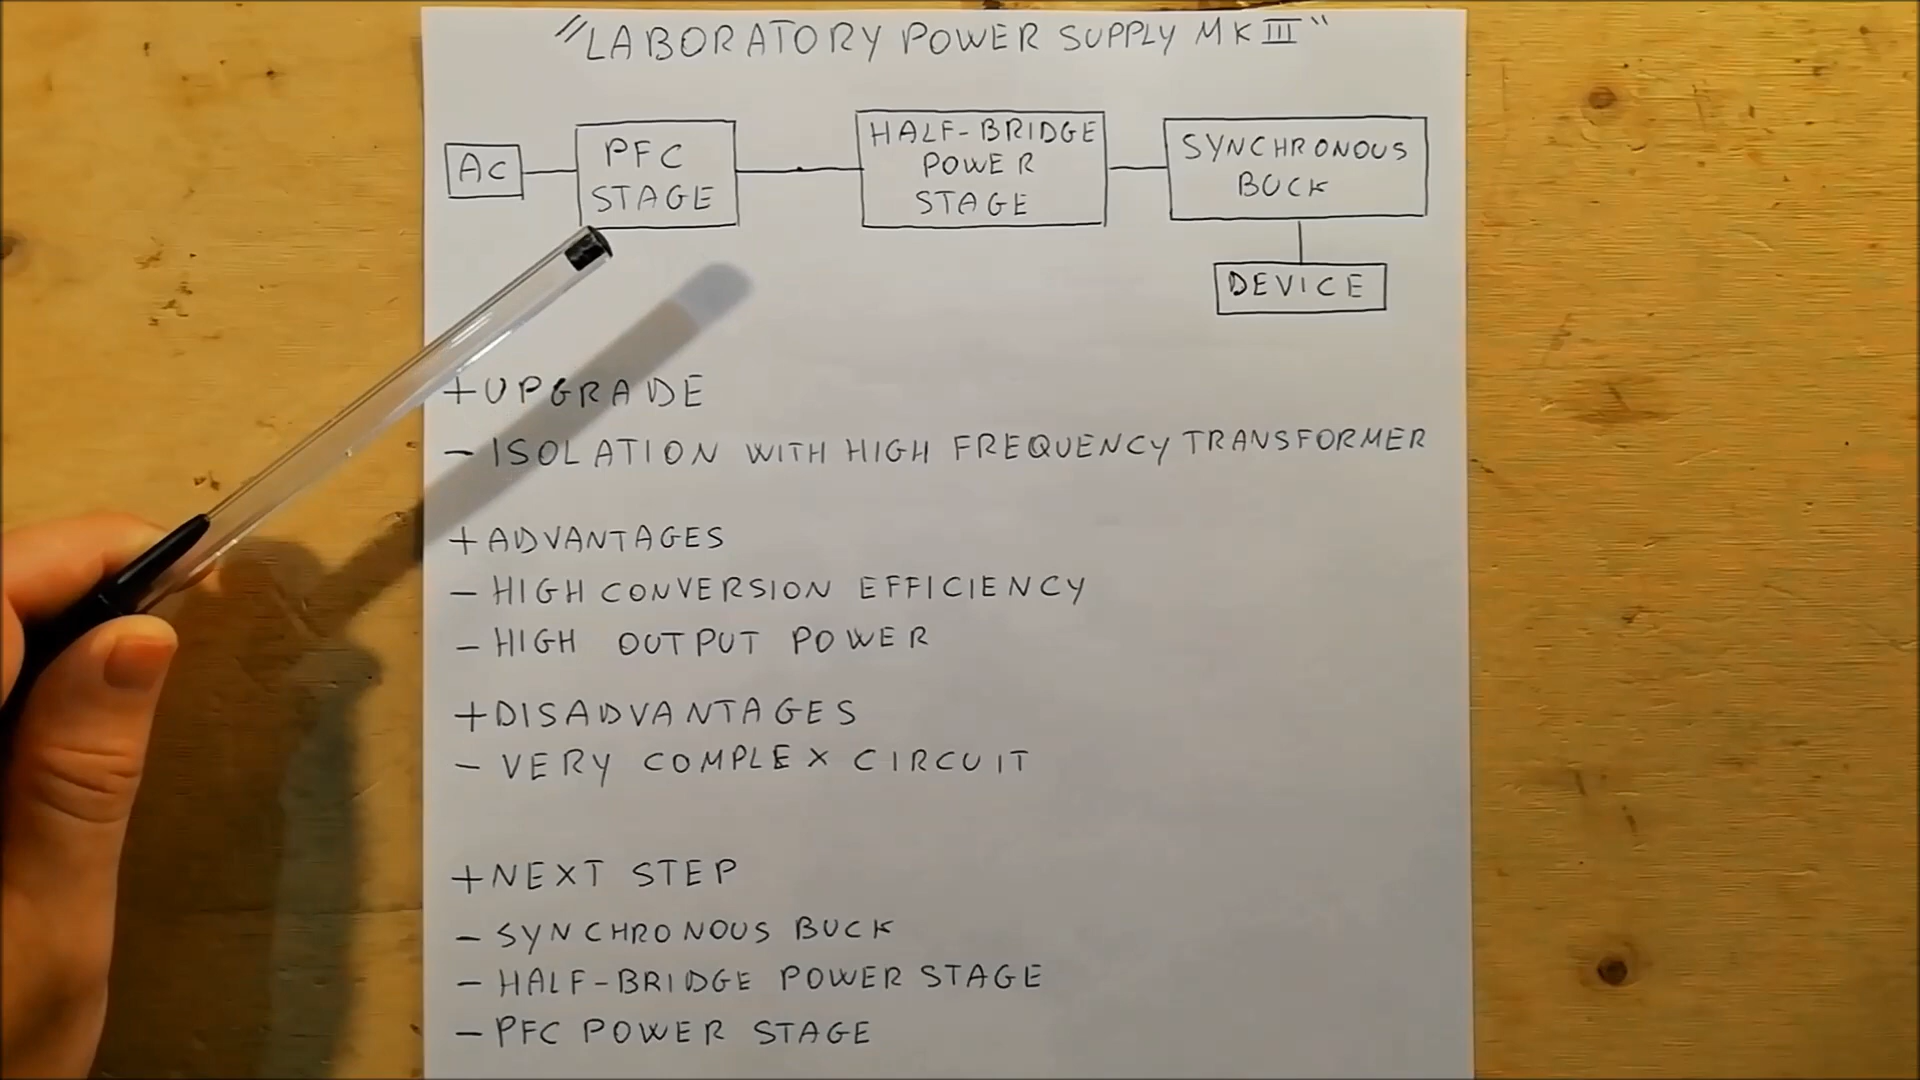 "LABORATORY POWER SUPPLY MK III"
AC
PFC
STAGE
HALF-BRIDGE
POWER
STAGE
SYNCHRONOUS
BUCK
DEVICE
+UPGRADE
- ISOLATION WITH HIGH FREQUENCY TRANSFORMER
+ADVANTAGES
- HIGH CONVERSION EFFICIENCY
- HIGH OUTPUT POWER
+DISADVANTAGES
- VERY COMPLEX CIRCUIT
+NEXT STEP
- SYNCHRONOUS BUCK
- HALF-BRIDGE POWER STAGE
- PFC POWER STAGE